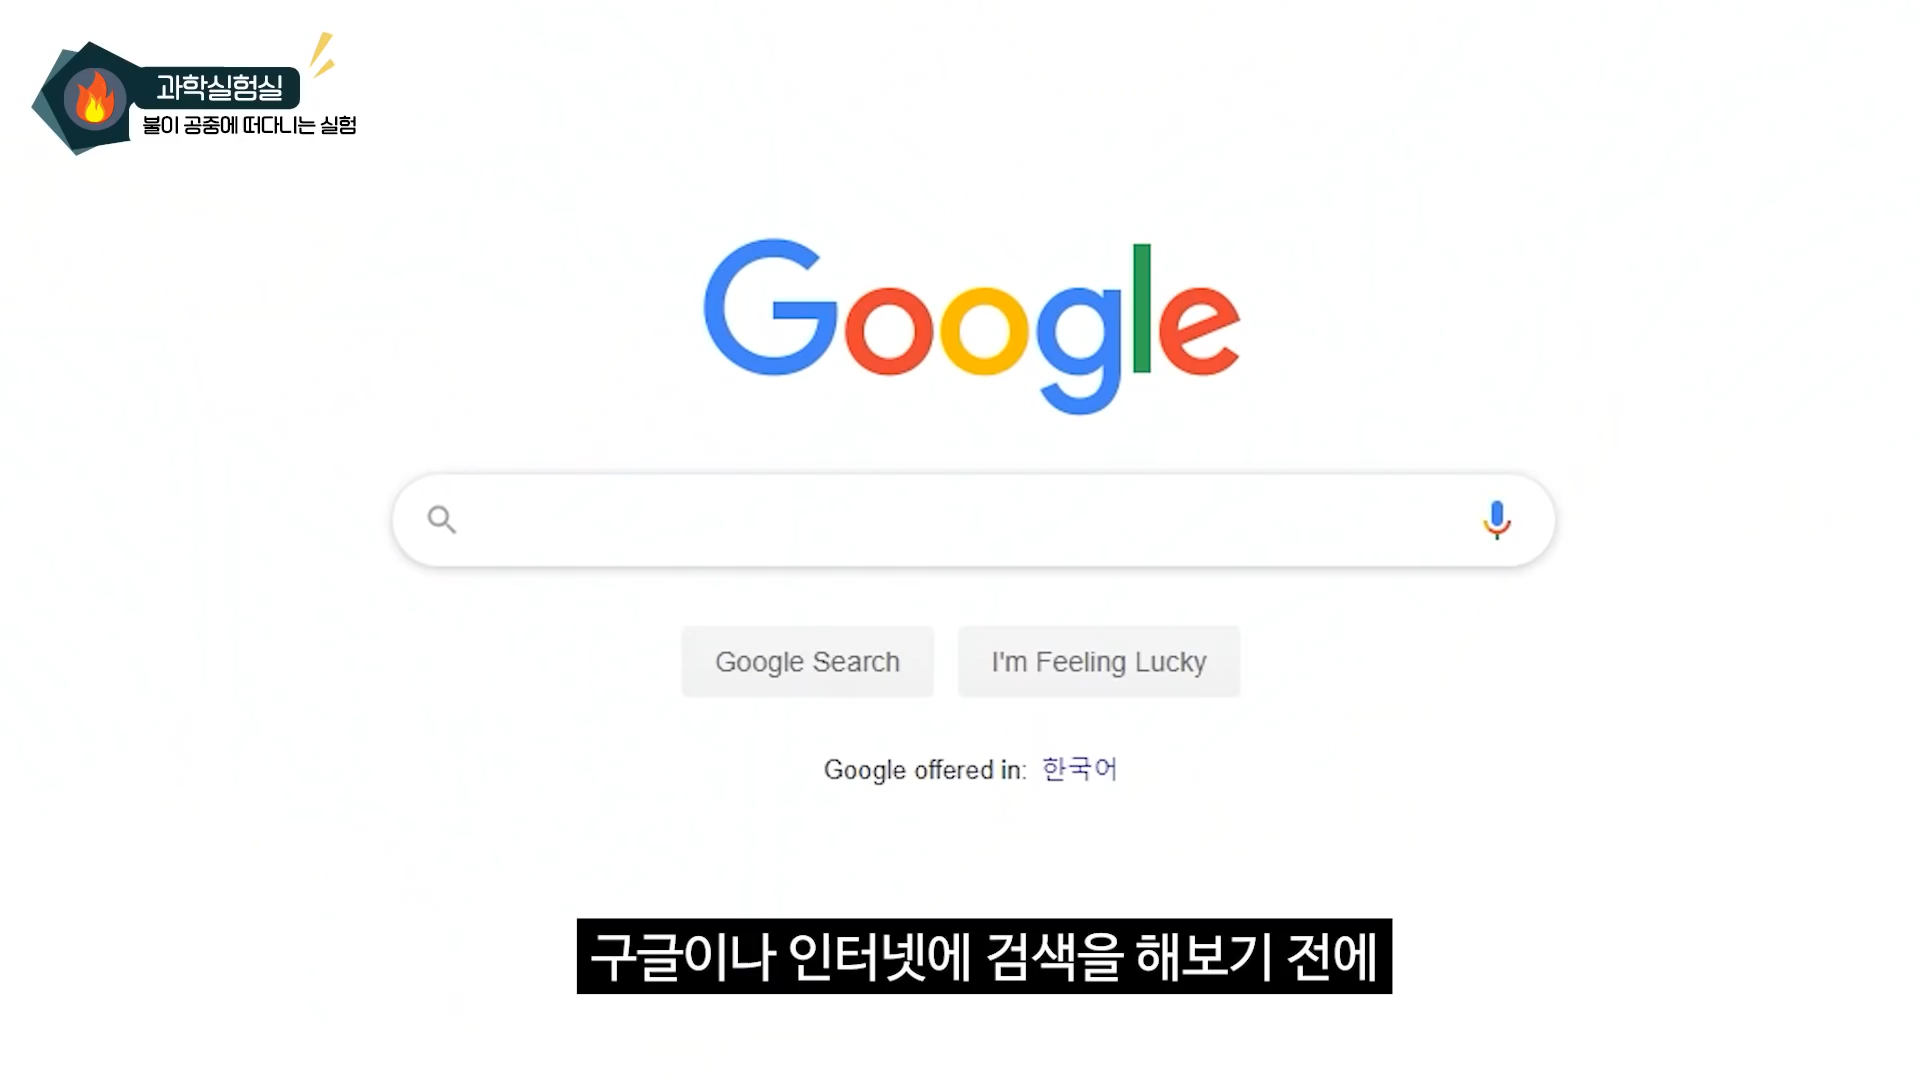 과학실험실
불이 공중에 떠다니는 실험
Google
Google Search
I'm Feeling Lucky
Google offered in: 한국어
구글이나 인터넷에 검색을 해보기 전에